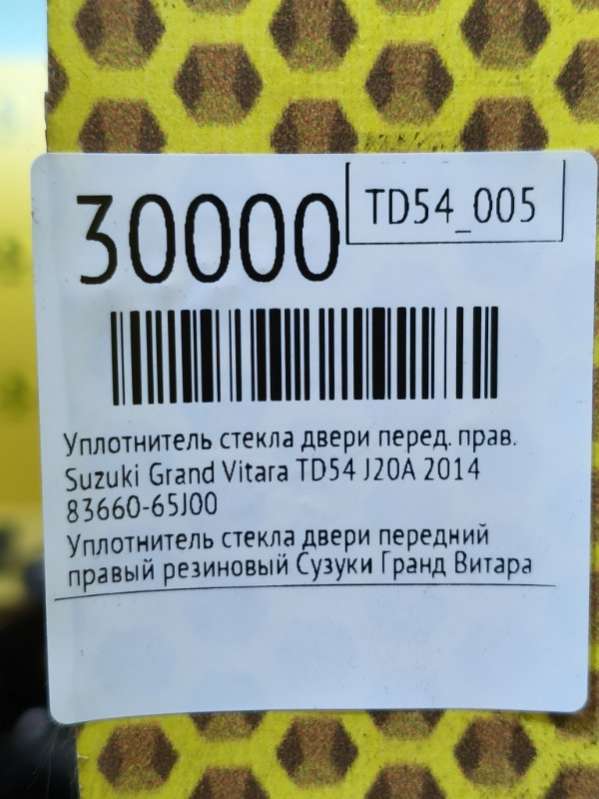 30000
TD54_005
Уплотнитель стекла двери перед. прав.
Suzuki Grand Vitara TD54 J20A 2014
83660-65J00
Уплотнитель стекла двери передний
правый резиновый Сузуки Гранд Витара